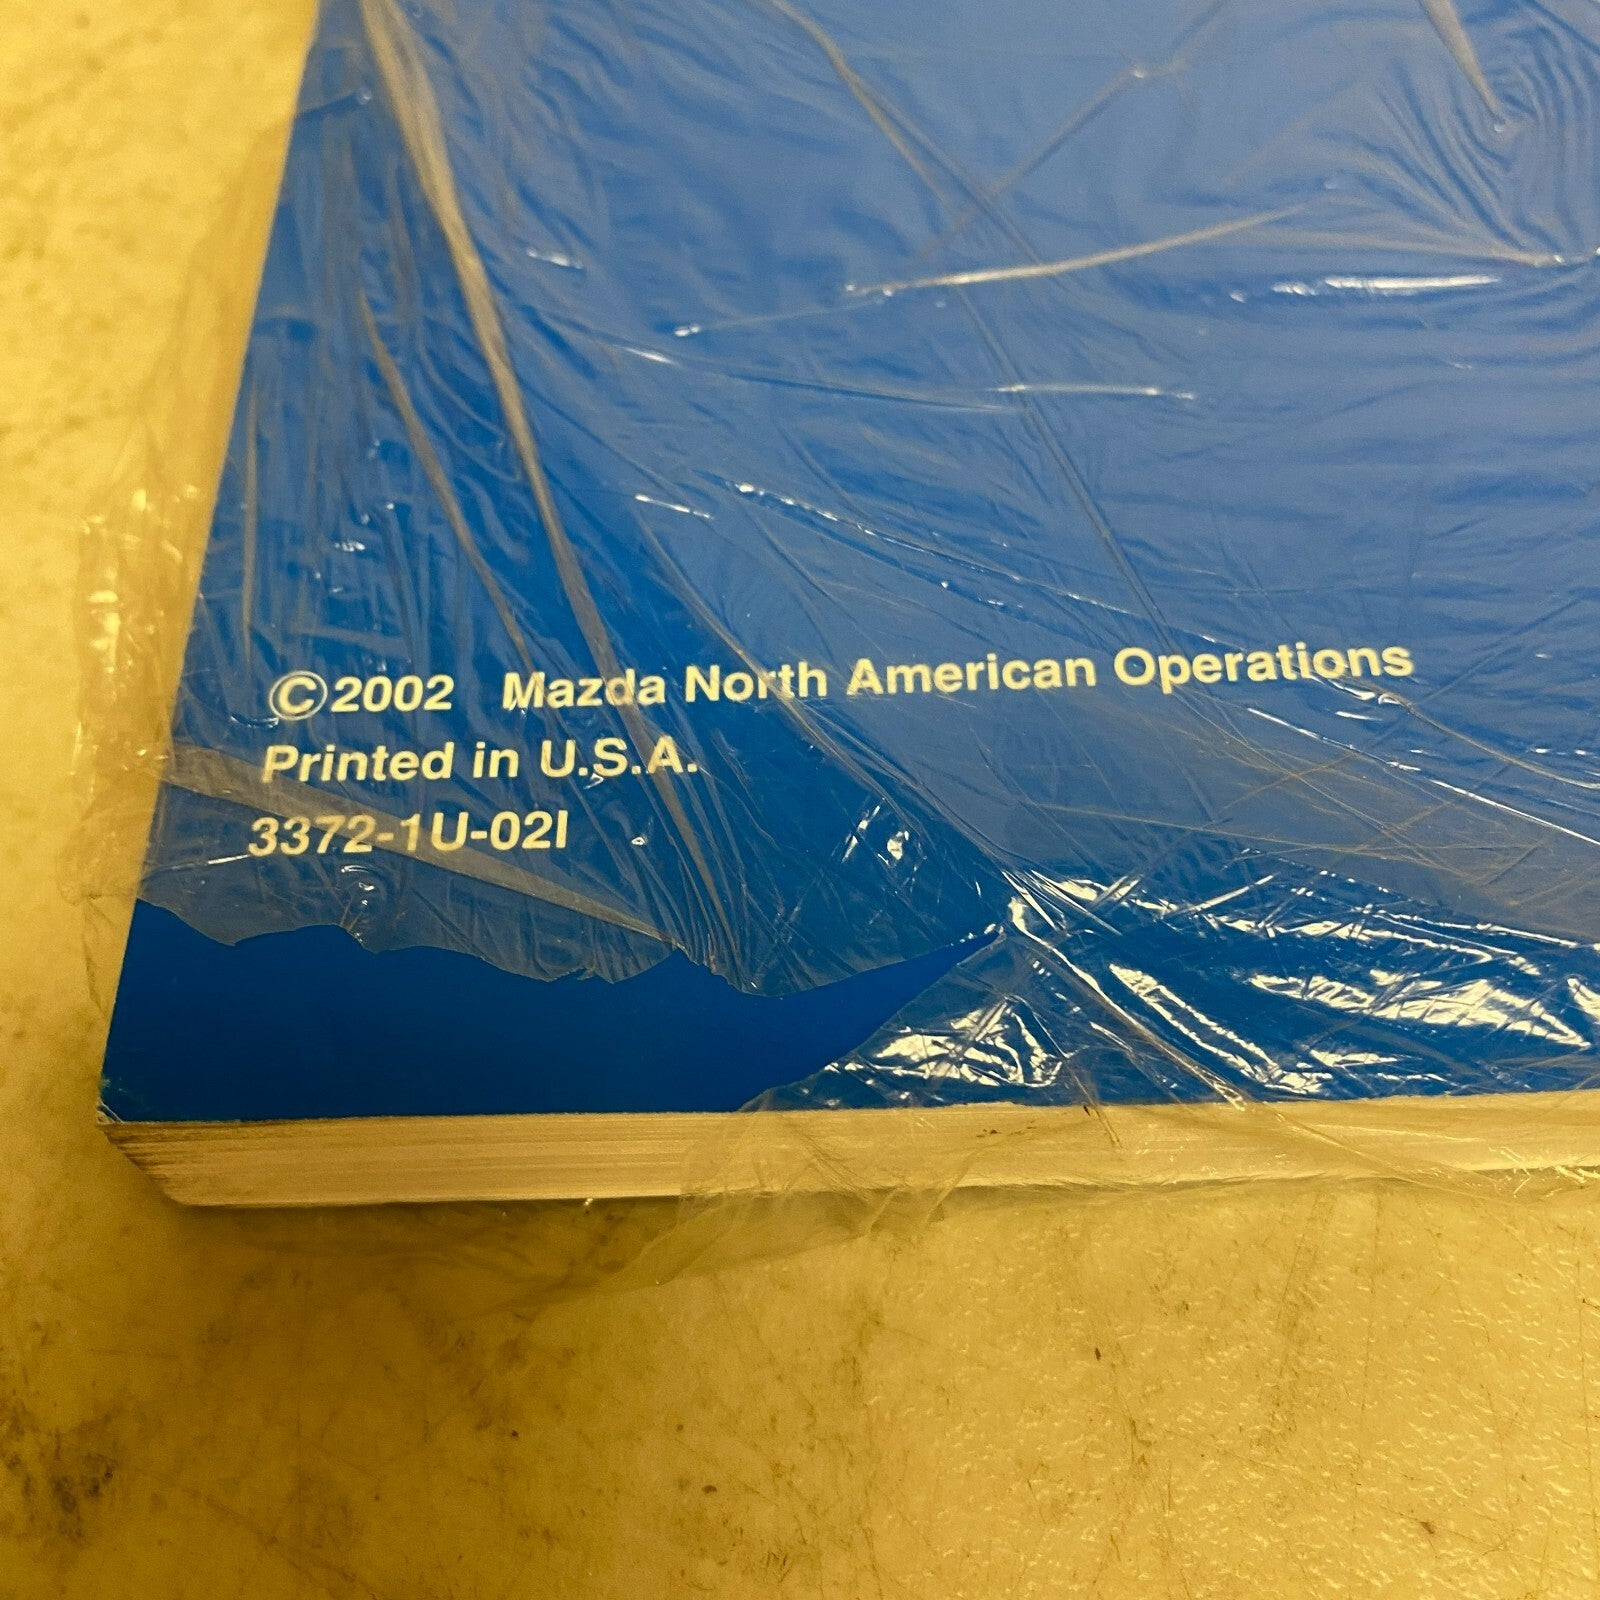 ©2002 Mazda North American Operations
Printed in U.S.A.
3372-1U-02I